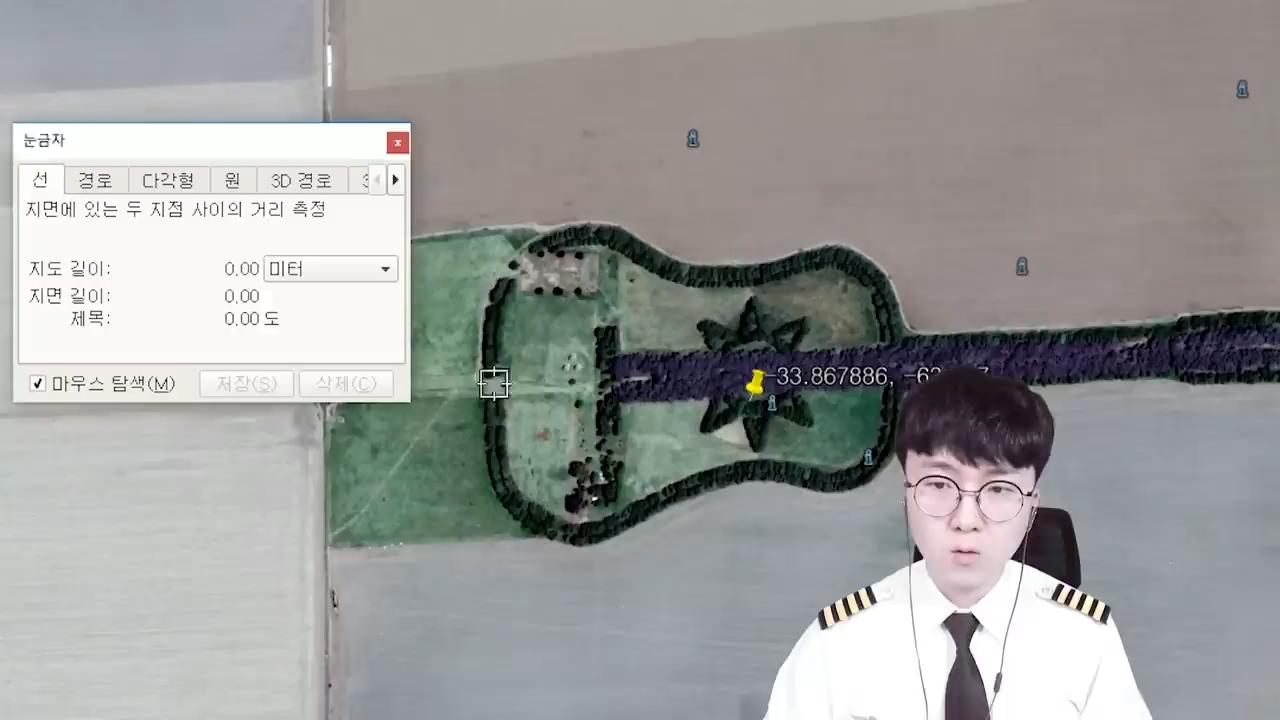 눈금자
선 경로 다각형 원 3D 경로
지면에 있는 두 지점 사이의 거리 측정
지도 길이: 0.00 미터
지면 길이: 0.00
제목: 0.00 도
마우스 탐색(M) 저장(S) 삭제(C)
-33.867886,